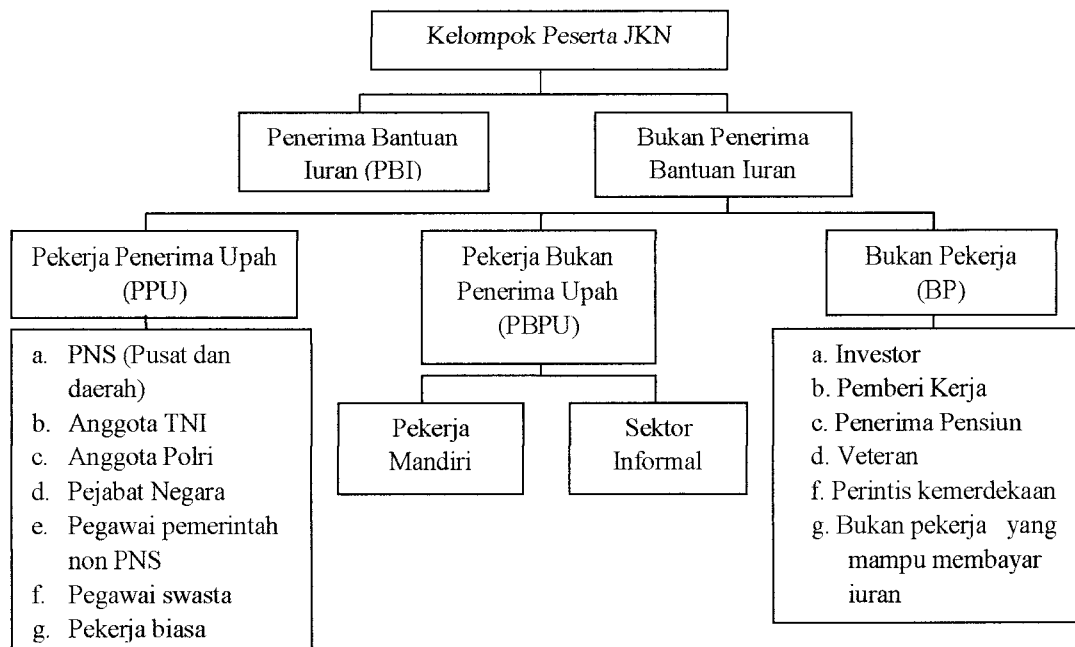 Kelompok Peserta JKN
Penerima Bantuan
Iuran (PBI)
Bukan Penerima
Bantuan Iuran
Pekerja Penerima Upah
(PPU)
Pekerja Bukan
Penerima Upah
(PBPU)
Bukan Pekerja
(BP)
a. PNS (Pusat dan
daerah)
b. Anggota TNI
c. Anggota Polri
d. Pejabat Negara
e. Pegawai pemerintah
non PNS
f. Pegawai swasta
g. Pekerja biasa
Pekerja
Mandiri
Sektor
Informal
a. Investor
b. Pemberi Kerja
c. Penerima Pensiun
d. Veteran
f. Perintis kemerdekaan
g. Bukan pekerja yang
mampu membayar
iuran